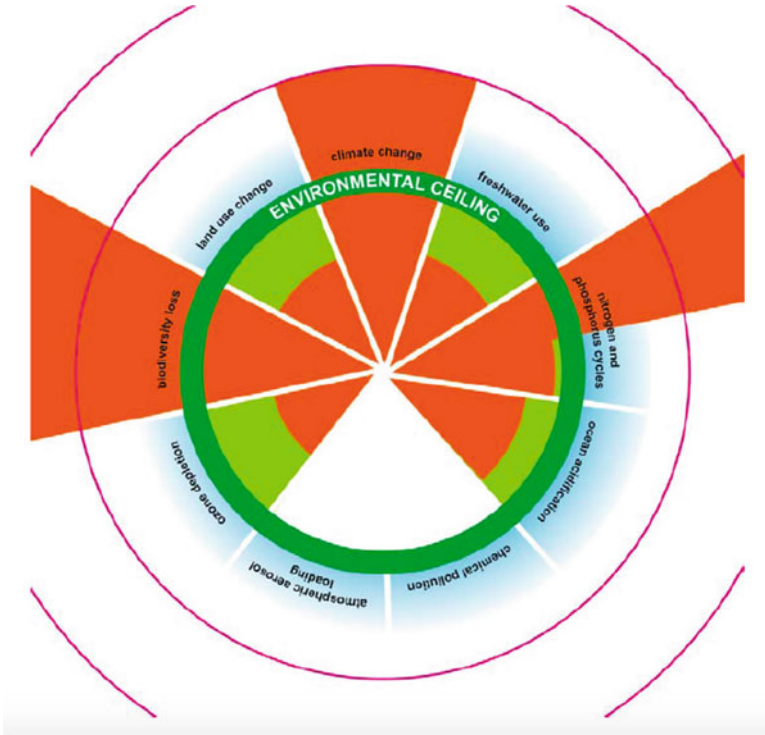 climate change
ENVIRONMENTAL CEILING
freshwater use
nitrogen and
phosphorus cycles
ocean acidification
chemical pollution
atmospheric aerosol
loading
ozone depletion
biodiversity loss
land use change